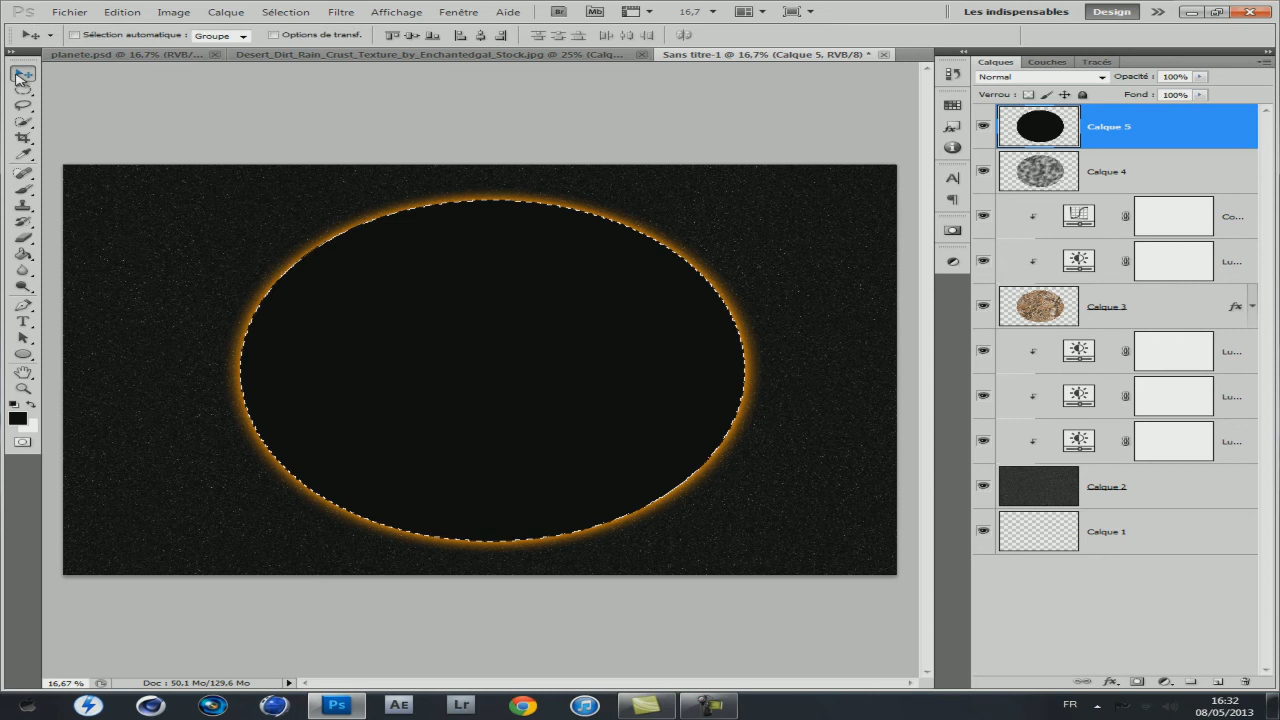 Ps Fichier Edition Image Calque Sélection Filtre Affichage Fenêtre Aide Br Mb 16,7 Les indispensables Design
Sélection automatique : Groupe Options de transf.
planete.psd @ 16,7% (RVB/... Desert_Dirt_Rain_Crust_Texture_by_Enchantedgal_Stock.jpg @ 25% (Calq... Sans titre-1 @ 16,7% (Calque 5, RVB/8) *
Calques Couches Tracés
Normal Opacité : 100%
Verrou : Fond : 100%
Calque 5
Calque 4
Co...
Lu...
Calque 3 fx
Lu...
Lu...
Lu...
Calque 2
Calque 1
16,67 % Doc : 50,1 Mo/129,6 Mo
Ps Ae Lr FR 16:32
08/05/2013